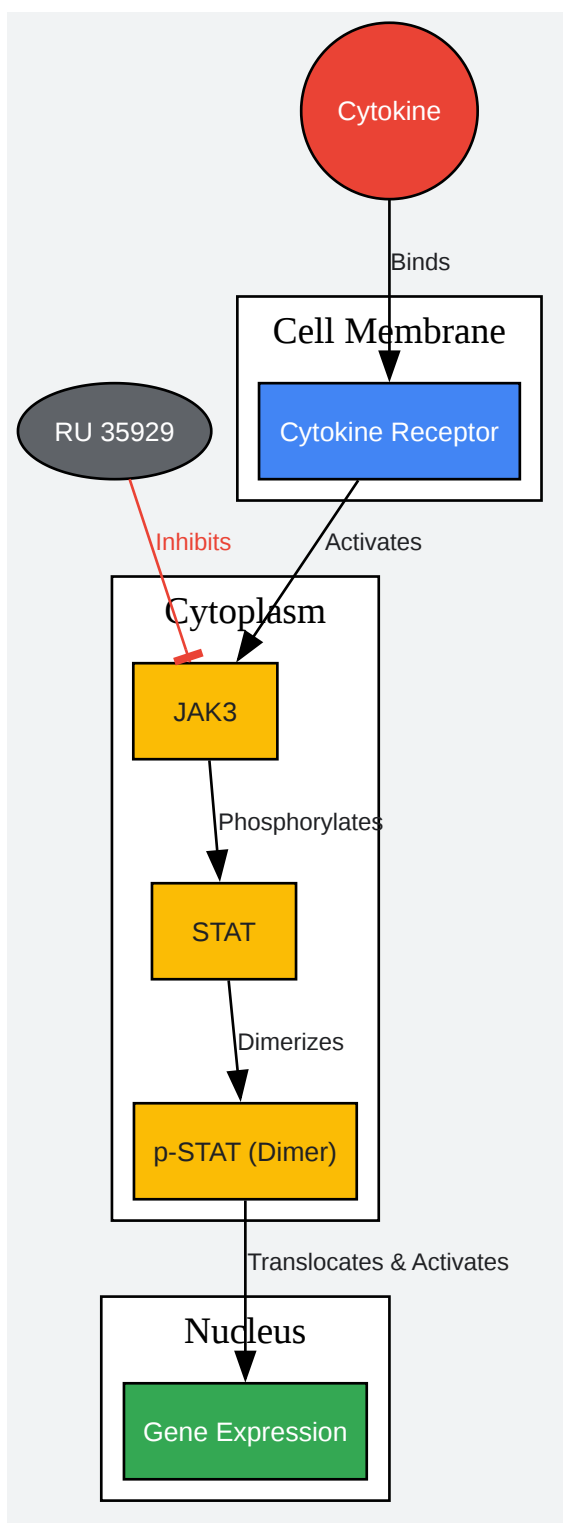 Cytokine
Binds
Cell Membrane
RU 35929
Cytokine Receptor
Inhibits
Activates
Cytoplasm
JAK3
Phosphorylates
STAT
Dimerizes
p-STAT (Dimer)
Translocates & Activates
Nucleus
Gene Expression